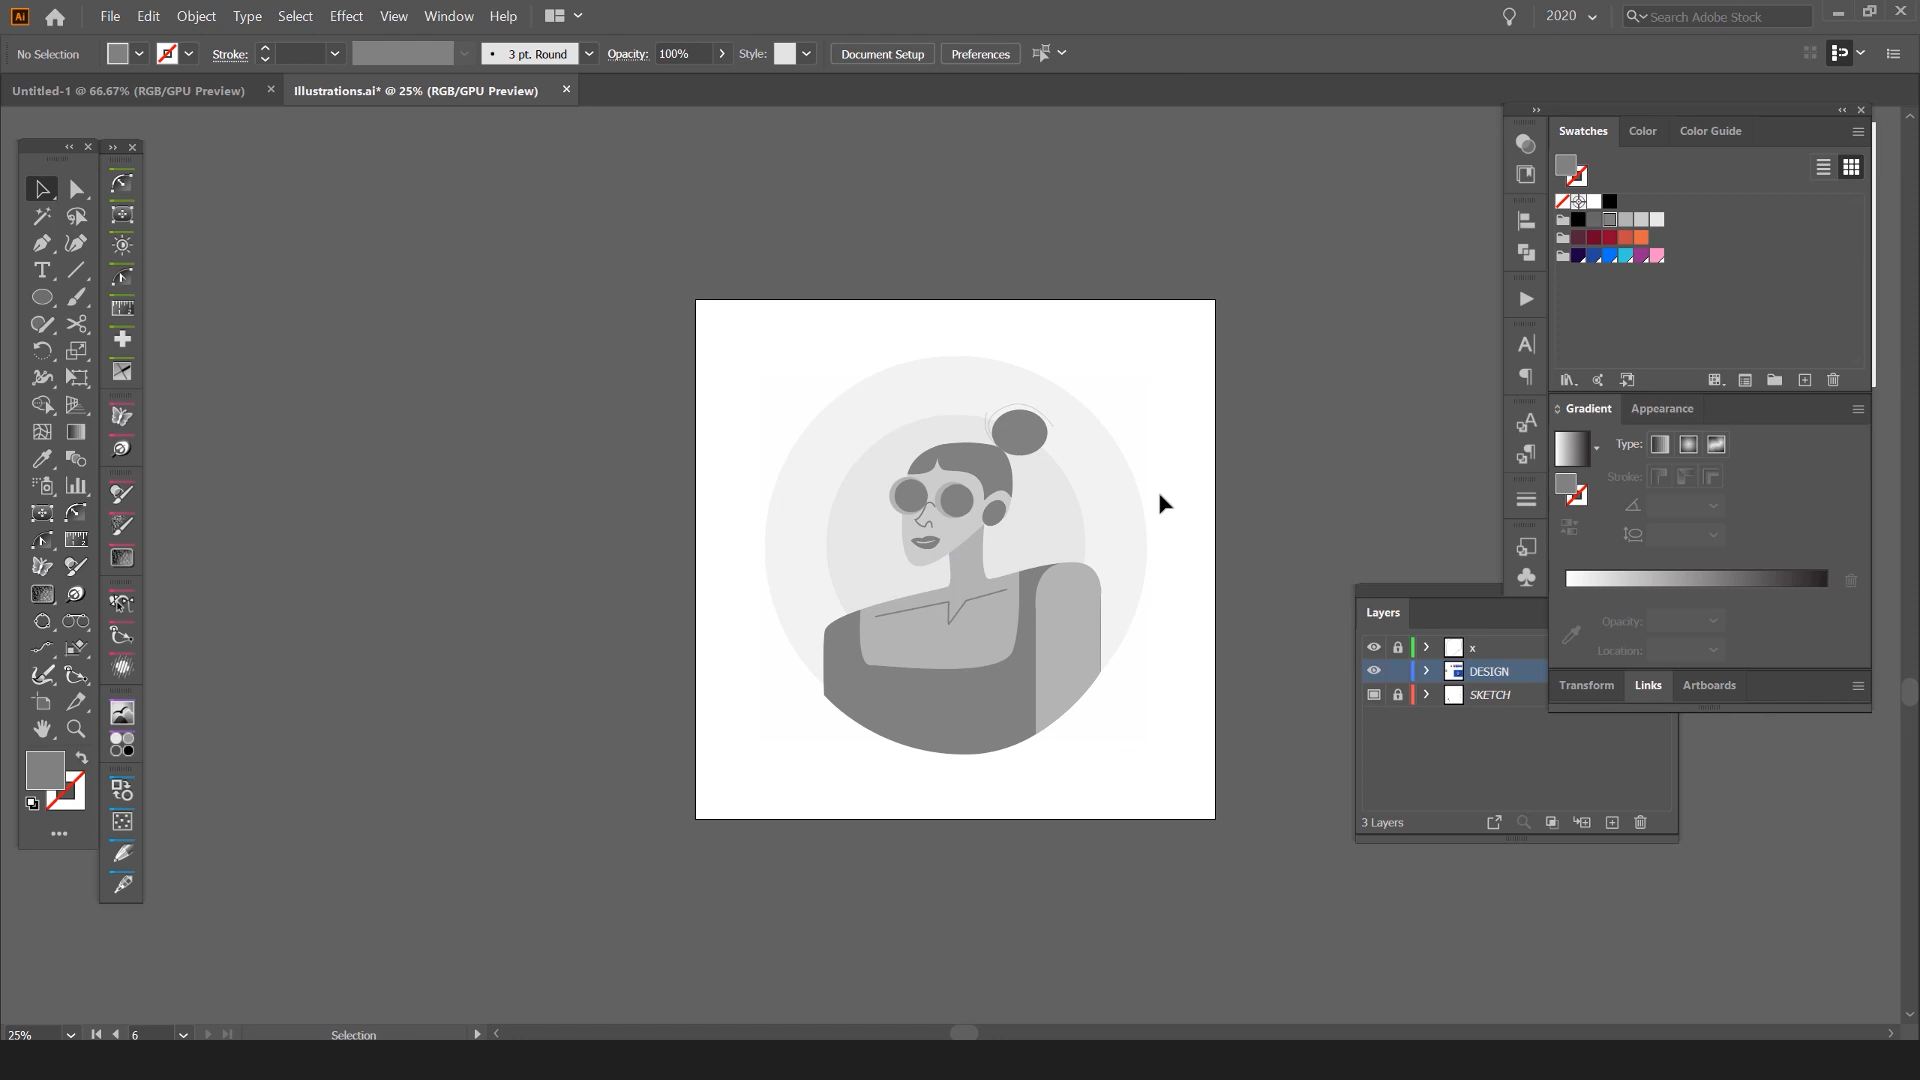 Ai File Edit Object Type Select Effect View Window Help 2020 Search Adobe Stock
No Selection Stroke: 3 pt. Round Opacity: 100% Style: Document Setup Preferences
Untitled-1 @ 66.67% (RGB/GPU Preview) Illustrations.ai* @ 25% (RGB/GPU Preview)
Swatches Color Color Guide
Gradient Appearance
Type:
Stroke:
Opacity:
Location:
Layers
x
DESIGN
SKETCH
3 Layers
Transform Links Artboards
25% 6 Selection